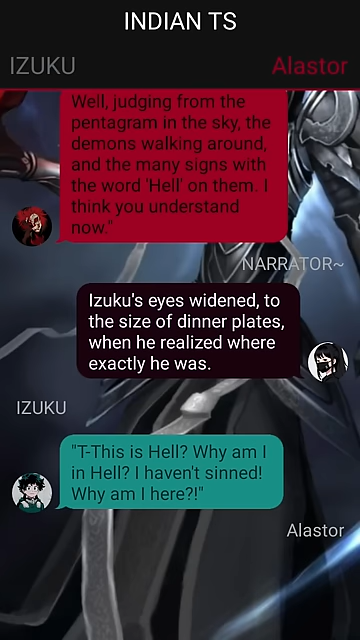 INDIAN TS
IZUKU
Alastor
Well, judging from the
pentagram in the sky, the
demons walking around,
and the many signs with
the word 'Hell' on them. I
think you understand
now."
NARRATOR~
Izuku's eyes widened, to
the size of dinner plates,
when he realized where
exactly he was.
IZUKU
"T-This is Hell? Why am I
in Hell? I haven't sinned!
Why am I here?!"
Alastor